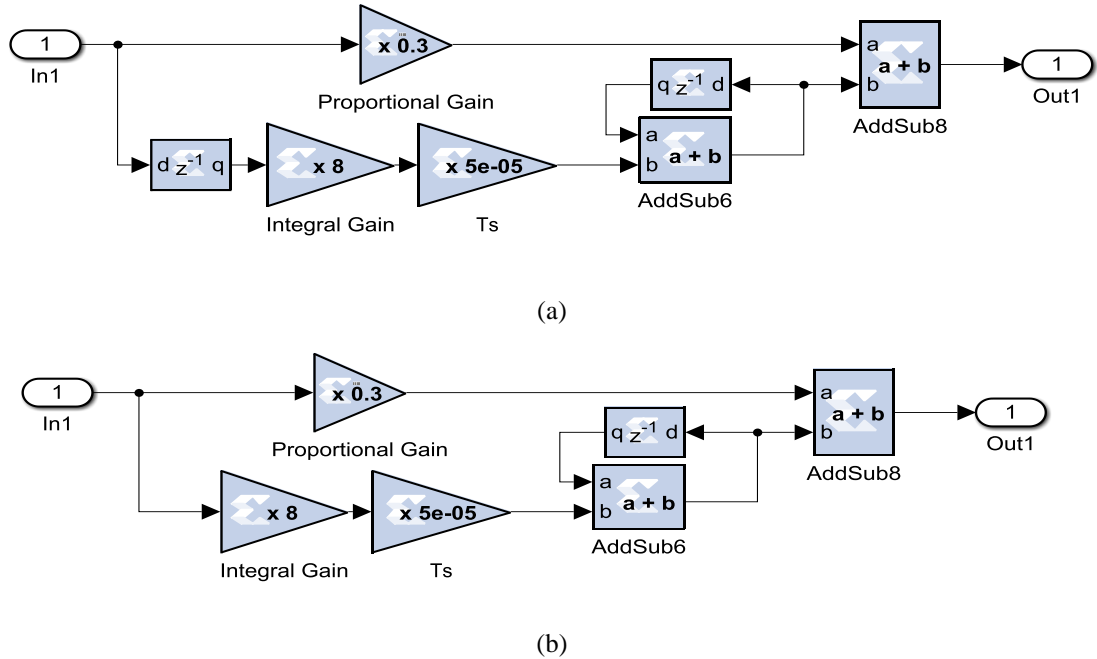 1
In1
x 0.3
Proportional Gain
d z⁻¹ q
x 8
Integral Gain
x 5e-05
Ts
q z⁻¹ d
a
b
a + b
AddSub6
a
b
a + b
AddSub8
1
Out1
(a)
1
In1
x 0.3
Proportional Gain
x 8
Integral Gain
x 5e-05
Ts
q z⁻¹ d
a
b
a + b
AddSub6
a
b
a + b
AddSub8
1
Out1
(b)